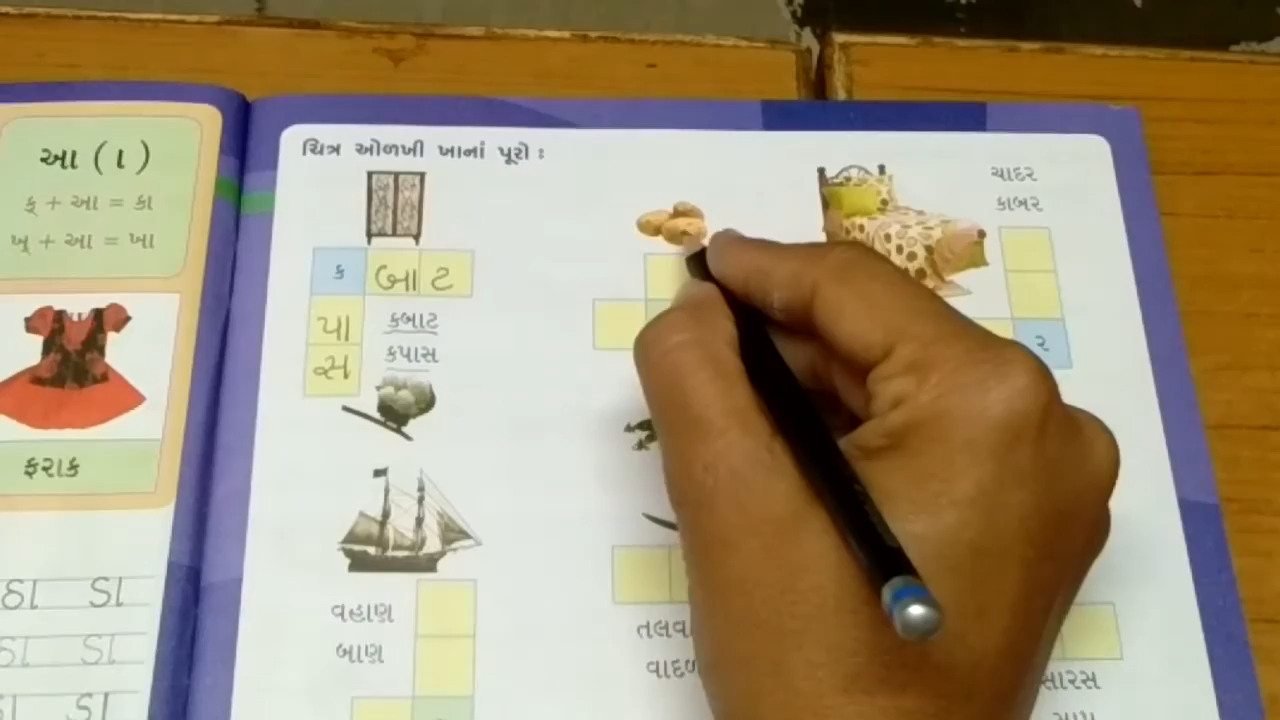 આ ( ા )
ક્ + આ = કા
ખ્ + આ = ખા
ફરાક
ઠા ડા
ઠા ડા
ઠા ડા
ચિત્ર ઓળખી ખાનાં પૂરો :
ક બા ટ
પા
સ
કબાટ
કપાસ
વહાણ
બાણ
ચાદર
કાબર
ર
સારસ